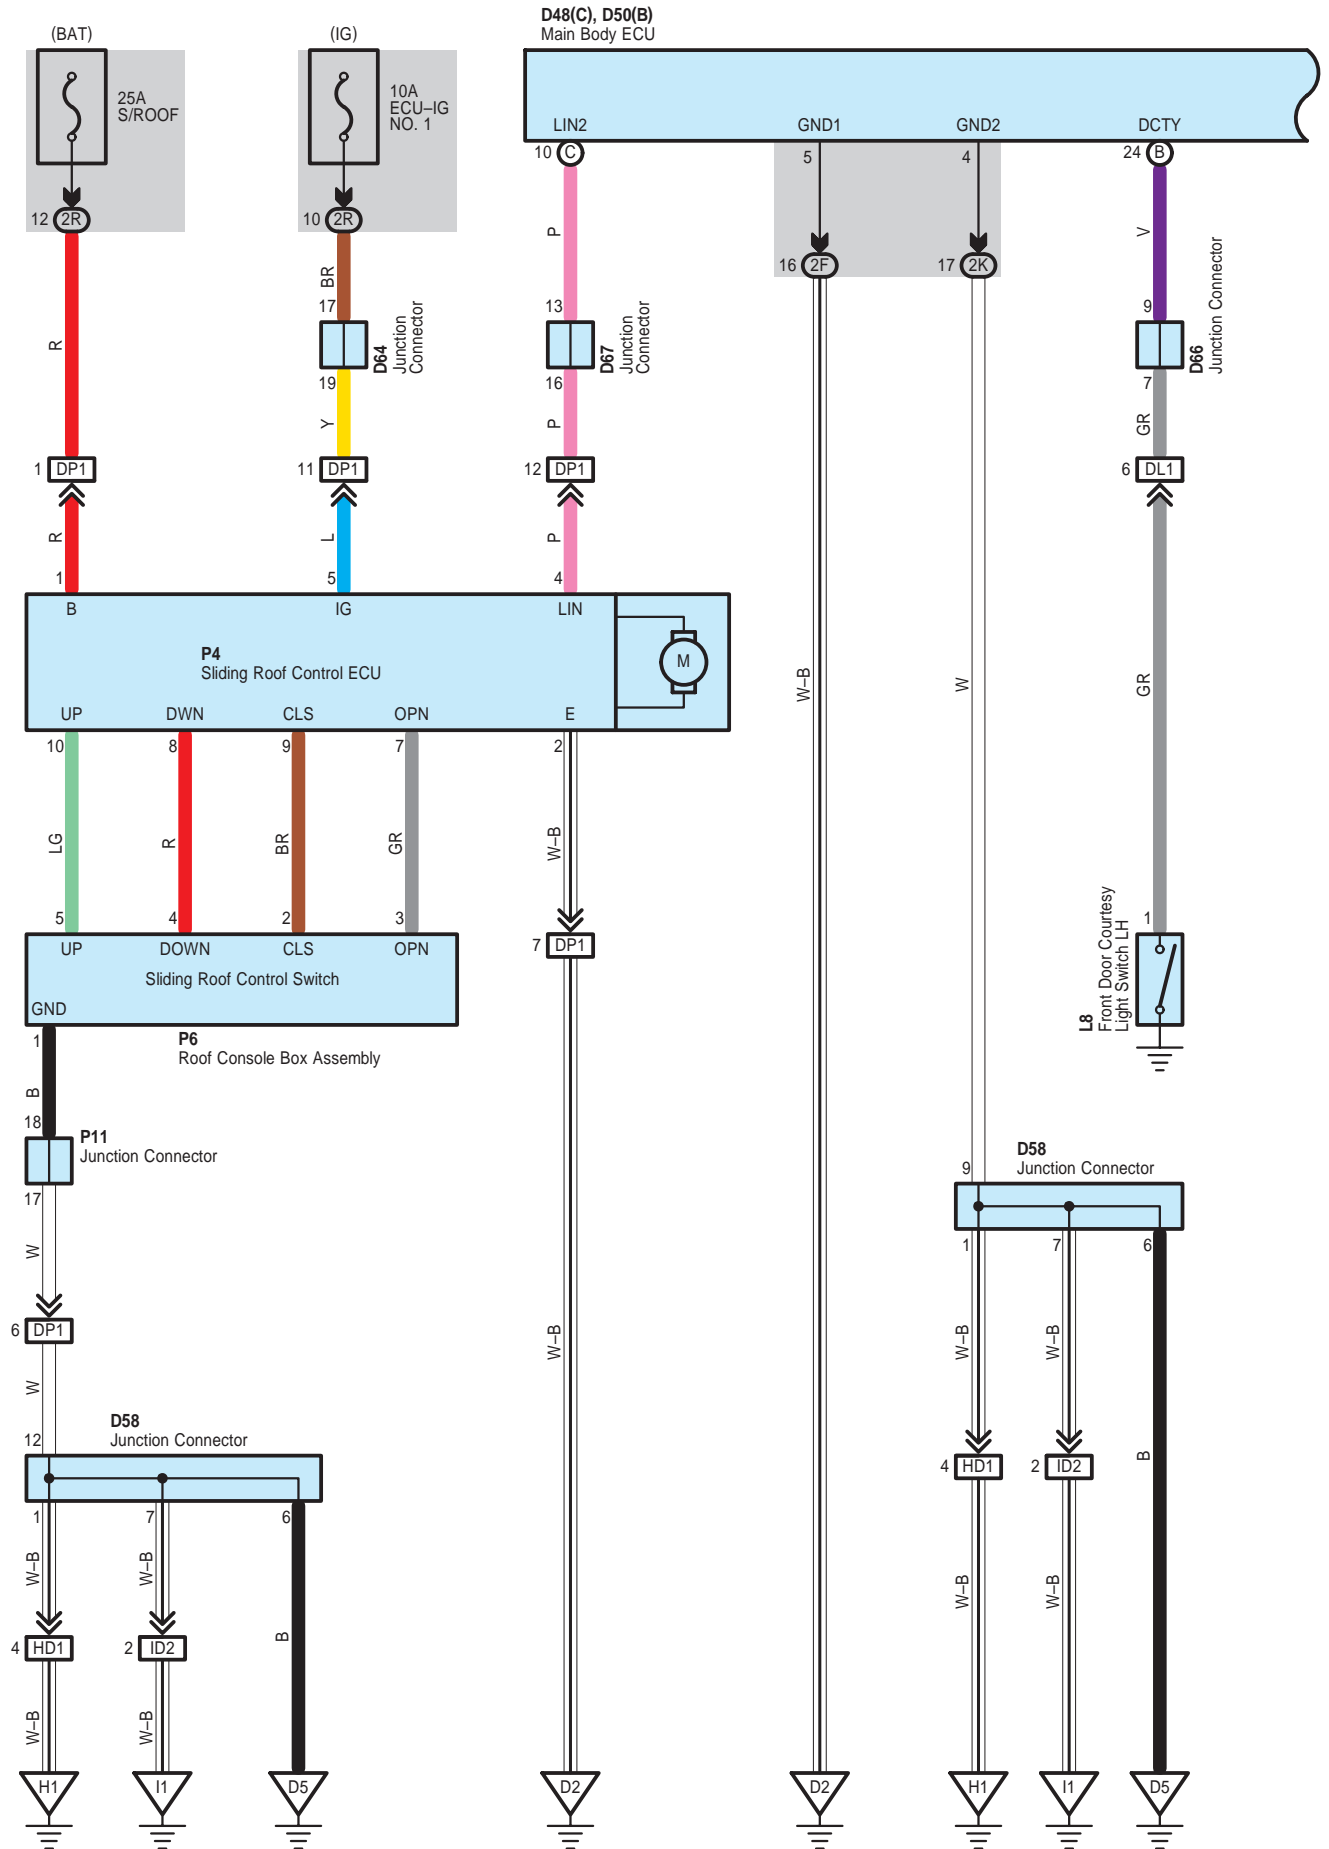 D48(C), D50(B)
Main Body ECU
(BAT)
(IG)
25A
S/ROOF
10A
ECU–IG
NO. 1
LIN2
GND1
GND2
DCTY
10
C
5
4
24
B
12
2R
10
2R
P
V
16
2F
17
2K
BR
17
13
9
R
D64
Junction
Connector
D67
Junction
Connector
D66
Junction Connector
19
16
7
Y
P
GR
1
DP1
11
DP1
12
DP1
6
DL1
R
L
P
1
5
4
B
IG
LIN
P4
Sliding Roof Control ECU
M
W–B
W
GR
UP
DWN
CLS
OPN
E
10
8
9
7
2
LG
R
BR
GR
W–B
5
4
2
3
1
UP
DOWN
CLS
OPN
7
DP1
Sliding Roof Control Switch
L8
Front Door Courtesy
Light Switch LH
GND
1
P6
Roof Console Box Assembly
B
18
P11
Junction Connector
17
D58
Junction Connector
9
W
1
7
6
6
DP1
W–B
W–B
W–B
W
D58
Junction Connector
12
B
4
HD1
2
ID2
1
7
6
W–B
W–B
W–B
W–B
B
4
HD1
2
ID2
W–B
W–B
H1
I1
D5
D2
D2
H1
I1
D5